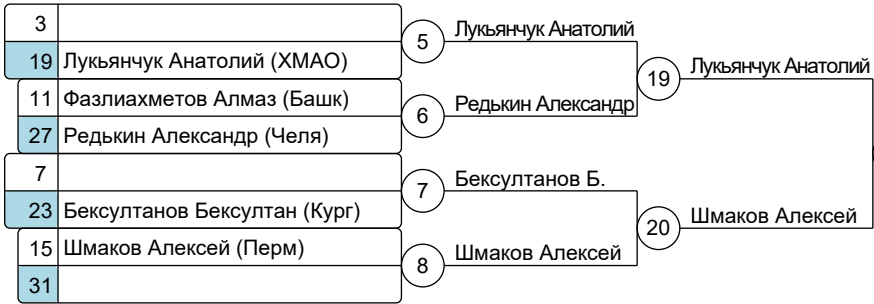 3
19 Лукьянчук Анатолий (ХМАО)
11 Фазлиахметов Алмаз (Башк)
27 Редькин Александр (Челя)
7
23 Бексултанов Бексултан (Кург)
15 Шмаков Алексей (Перм)
31
5 Лукьянчук Анатолий
6 Редькин Александр
7 Бексултанов Б.
8 Шмаков Алексей
19 Лукьянчук Анатолий
20 Шмаков Алексей